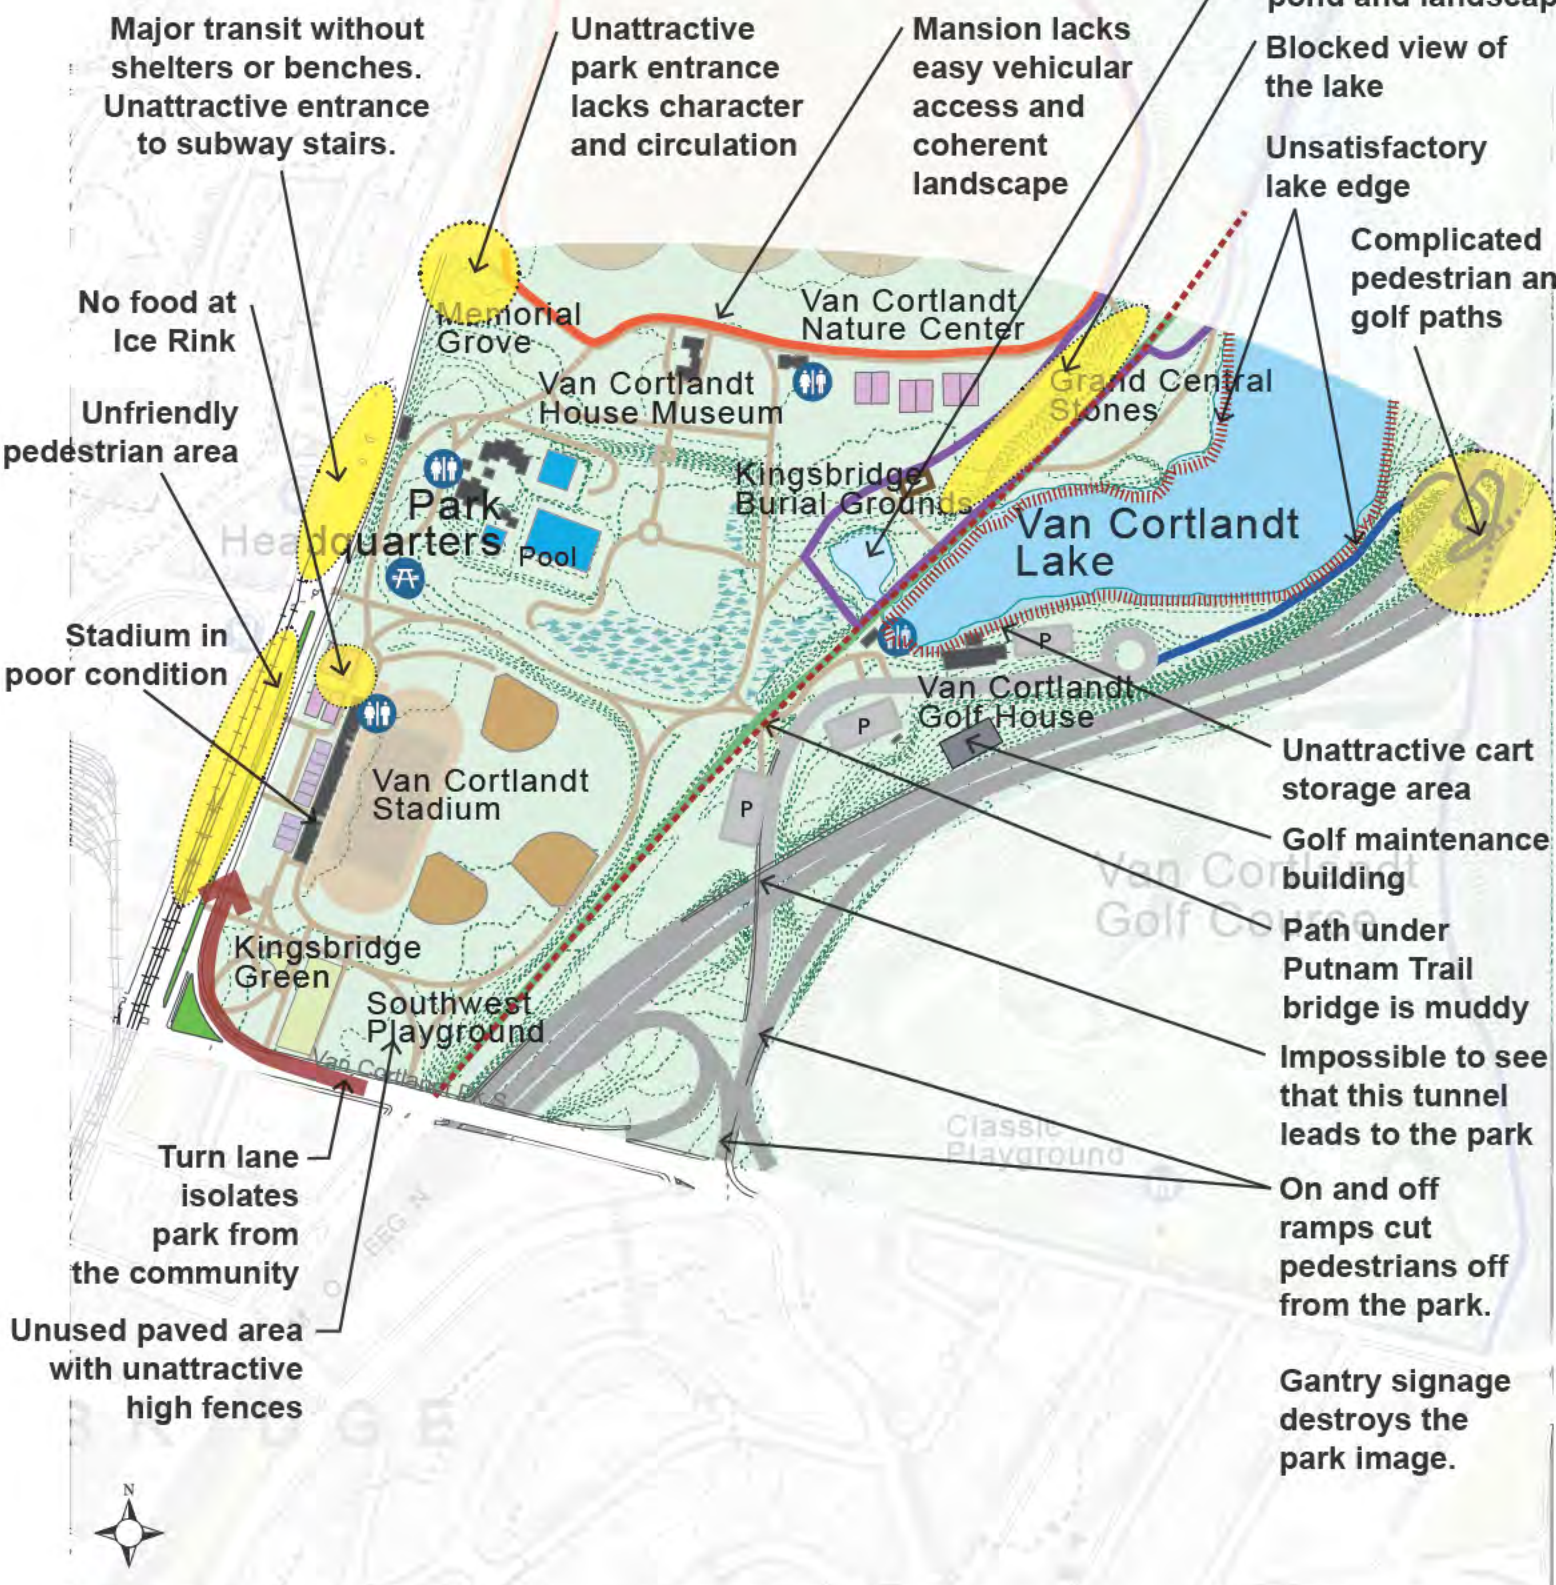 pond and landscap
Major transit without
shelters or benches.
Unattractive entrance
to subway stairs.
Unattractive
park entrance
lacks character
and circulation
Mansion lacks
easy vehicular
access and
coherent
landscape
Blocked view of
the lake
Unsatisfactory
lake edge
Complicated
pedestrian an
golf paths
No food at
Ice Rink
Unfriendly
pedestrian area
Stadium in
poor condition
Memorial
Grove
Van Cortlandt
Nature Center
Van Cortlandt
House Museum
Grand Central
Stones
Kingsbridge
Burial Grounds
Park
Headquarters
Pool
Van Cortlandt
Lake
P
Van Cortlandt
Golf House
P
P
Van Cortlandt
Stadium
Kingsbridge
Green
Southwest
Playground
Van Cortlandt
Golf Course
Classic
Playground
Unattractive cart
storage area
Golf maintenance
building
Path under
Putnam Trail
bridge is muddy
Impossible to see
that this tunnel
leads to the park
On and off
ramps cut
pedestrians off
from the park.
Gantry signage
destroys the
park image.
Turn lane
isolates
park from
the community
Unused paved area
with unattractive
high fences
Van Cortlandt
N